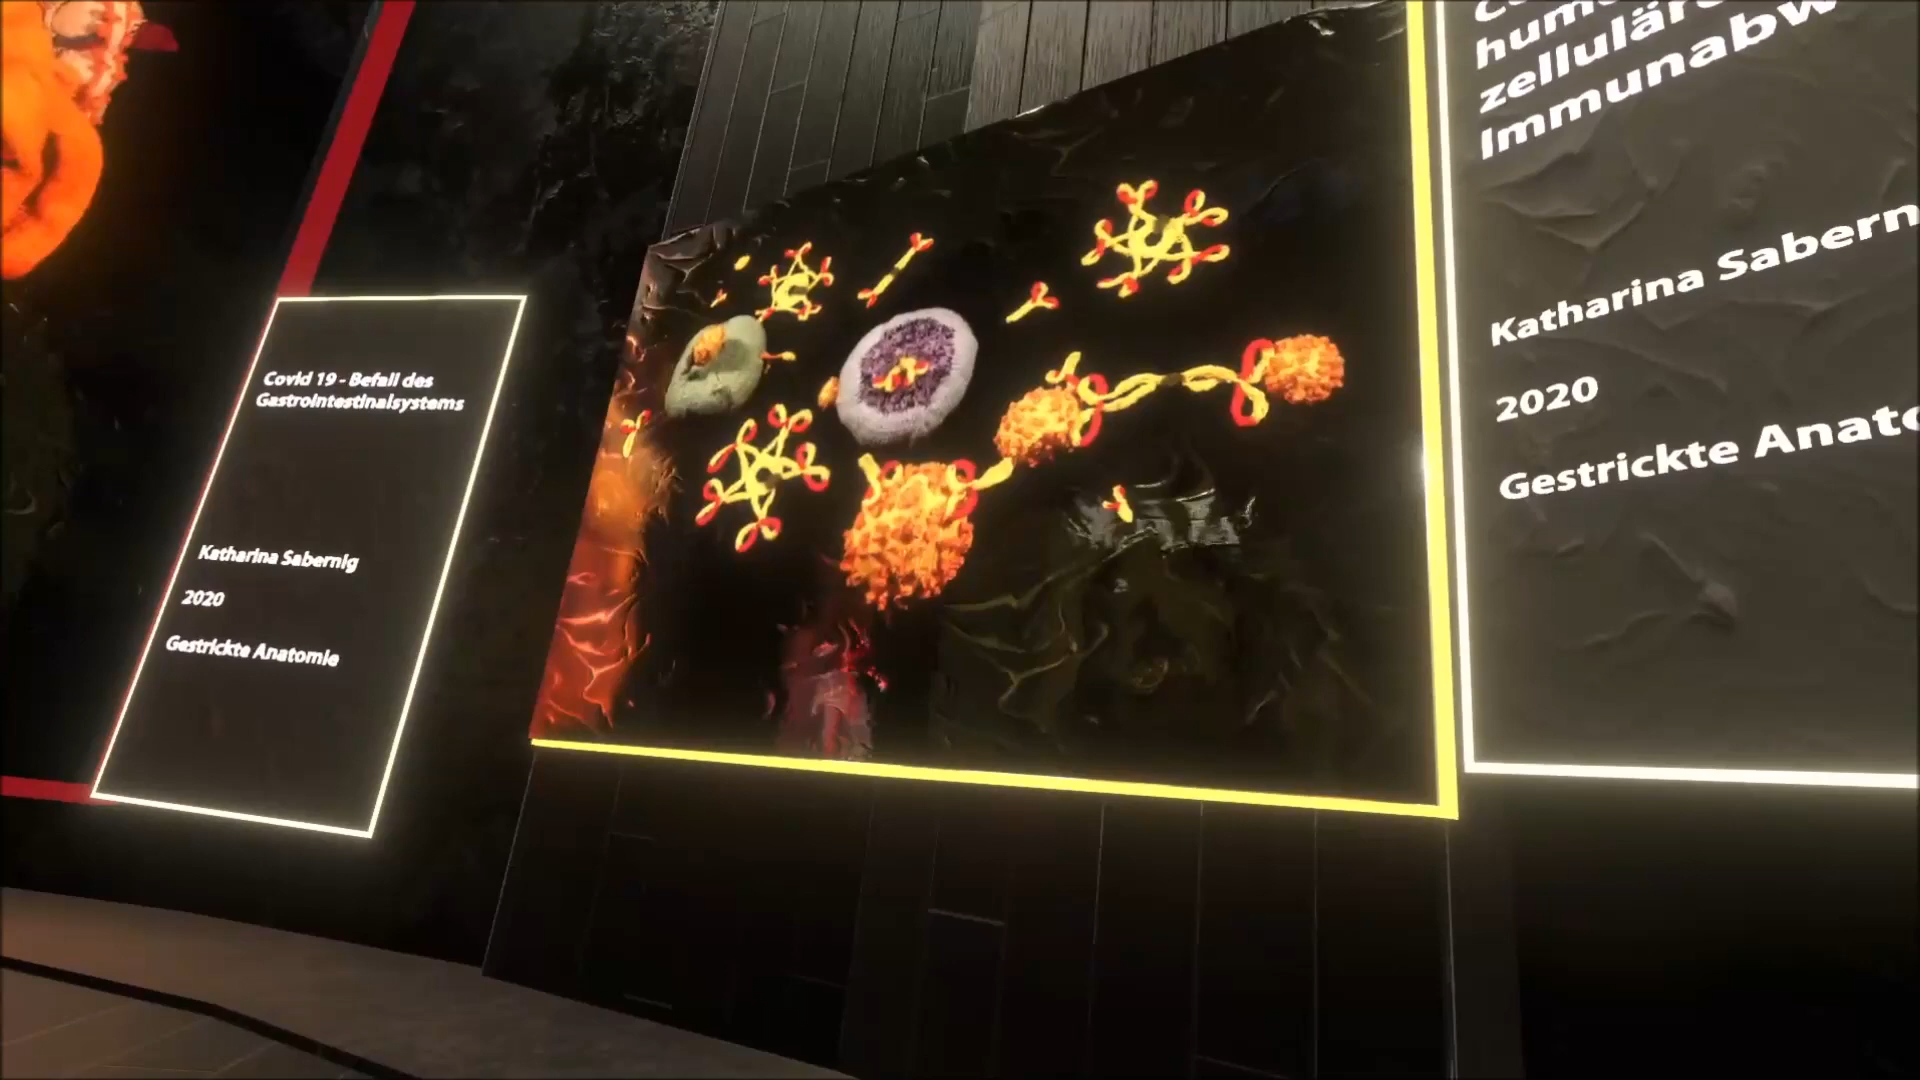 Covid 19 - Befall des
Gastrointestinalsystems
Katharina Sabernig
2020
Gestrickte Anatomie
zellulär
Immunabw
Katharina Sabern
2020
Gestrickte Anato